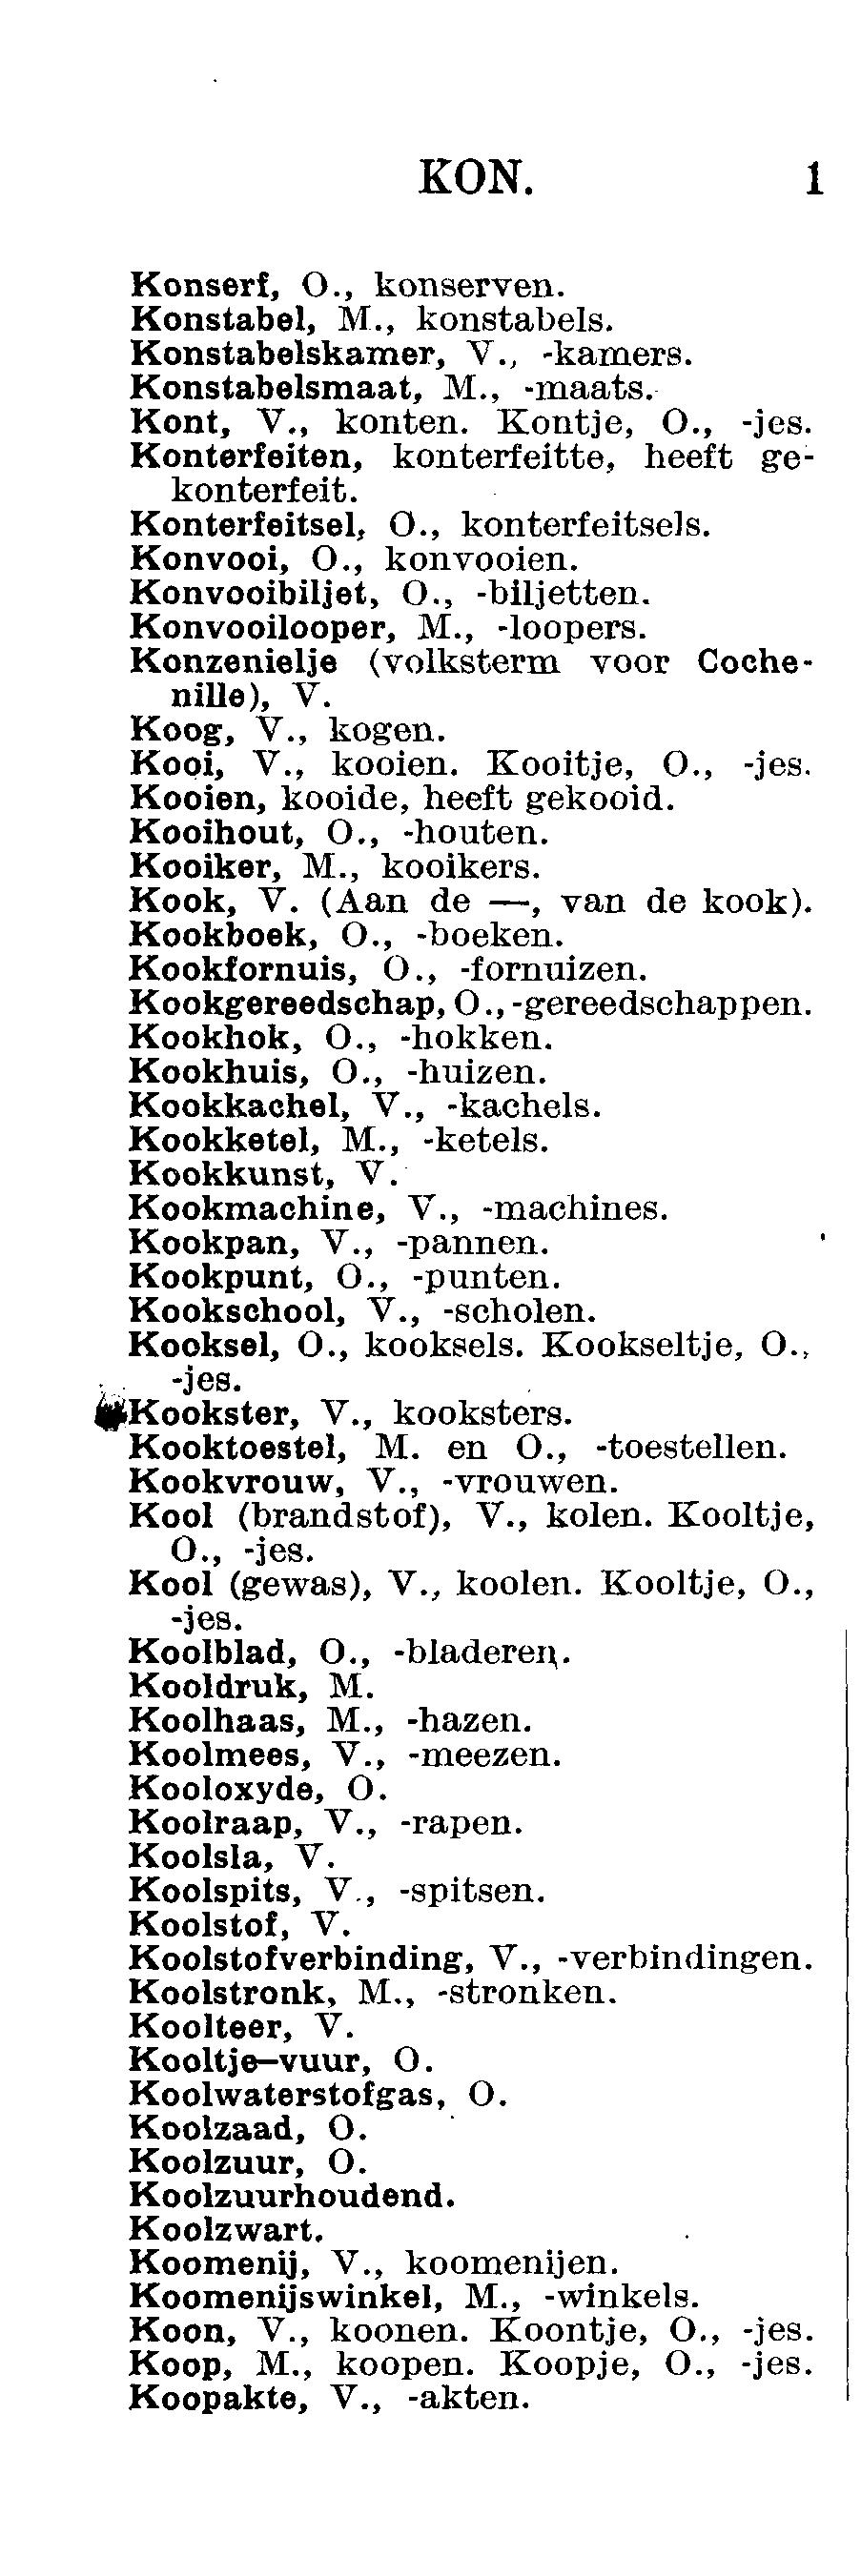 KON. 1
Konserf, O., konserven.
Konstabel, M., konstabels.
Konstabelskamer, V., -kamers.
Konstabelsmaat, M., -maats.
Kont, V., konten. Kontje, O., -jes.
Konterfeiten, konterfeitte, heeft ge-
konterfeit.
Konterfeitsel, O., konterfeitsels.
Konvooi, O., konvooien.
Konvooibiljet, O., -biljetten.
Konvooilooper, M., -loopers.
Konzenielje (volksterm voor Coche-
nille), V.
Koog, V., kogen.
Kooi, V., kooien. Kooitje, O., -jes.
Kooien, kooide, heeft gekooid.
Kooihout, O., -houten.
Kooiker, M., kooikers.
Kook, V. (Aan de —, van de kook).
Kookboek, O., -boeken.
Kookfornuis, O., -fornuizen.
Kookgereedschap, O., -gereedschappen.
Kookhok, O., -hokken.
Kookhuis, O., -huizen.
Kookkachel, V., -kachels.
Kookketel, M., -ketels.
Kookkunst, V.
Kookmachine, V., -machines.
Kookpan, V., -pannen.
Kookpunt, O., -punten.
Kookschool, V., -scholen.
Kooksel, O., kooksels. Kookseltje, O.,
-jes.
Kookster, V., kooksters.
Kooktoestel, M. en O., -toestellen.
Kookvrouw, V., -vrouwen.
Kool (brandstof), V., kolen. Kooltje,
O., -jes.
Kool (gewas), V., koolen. Kooltje, O.,
-jes.
Koolblad, O., -bladeren.
Kooldruk, M.
Koolhaas, M., -hazen.
Koolmees, V., -meezen.
Kooloxyde, O.
Koolraap, V., -rapen.
Koolsla, V.
Koolspits, V., -spitsen.
Koolstof, V.
Koolstofverbinding, V., -verbindingen.
Koolstronk, M., -stronken.
Koolteer, V.
Kooltje-vuur, O.
Koolwaterstofgas, O.
Koolzaad, O.
Koolzuur, O.
Koolzuurhoudend.
Koolzwart.
Koomenij, V., koomenijen.
Koomenijswinkel, M., -winkels.
Koon, V., koonen. Koontje, O., -jes.
Koop, M., koopen. Koopje, O., -jes.
Koopakte, V., -akten.